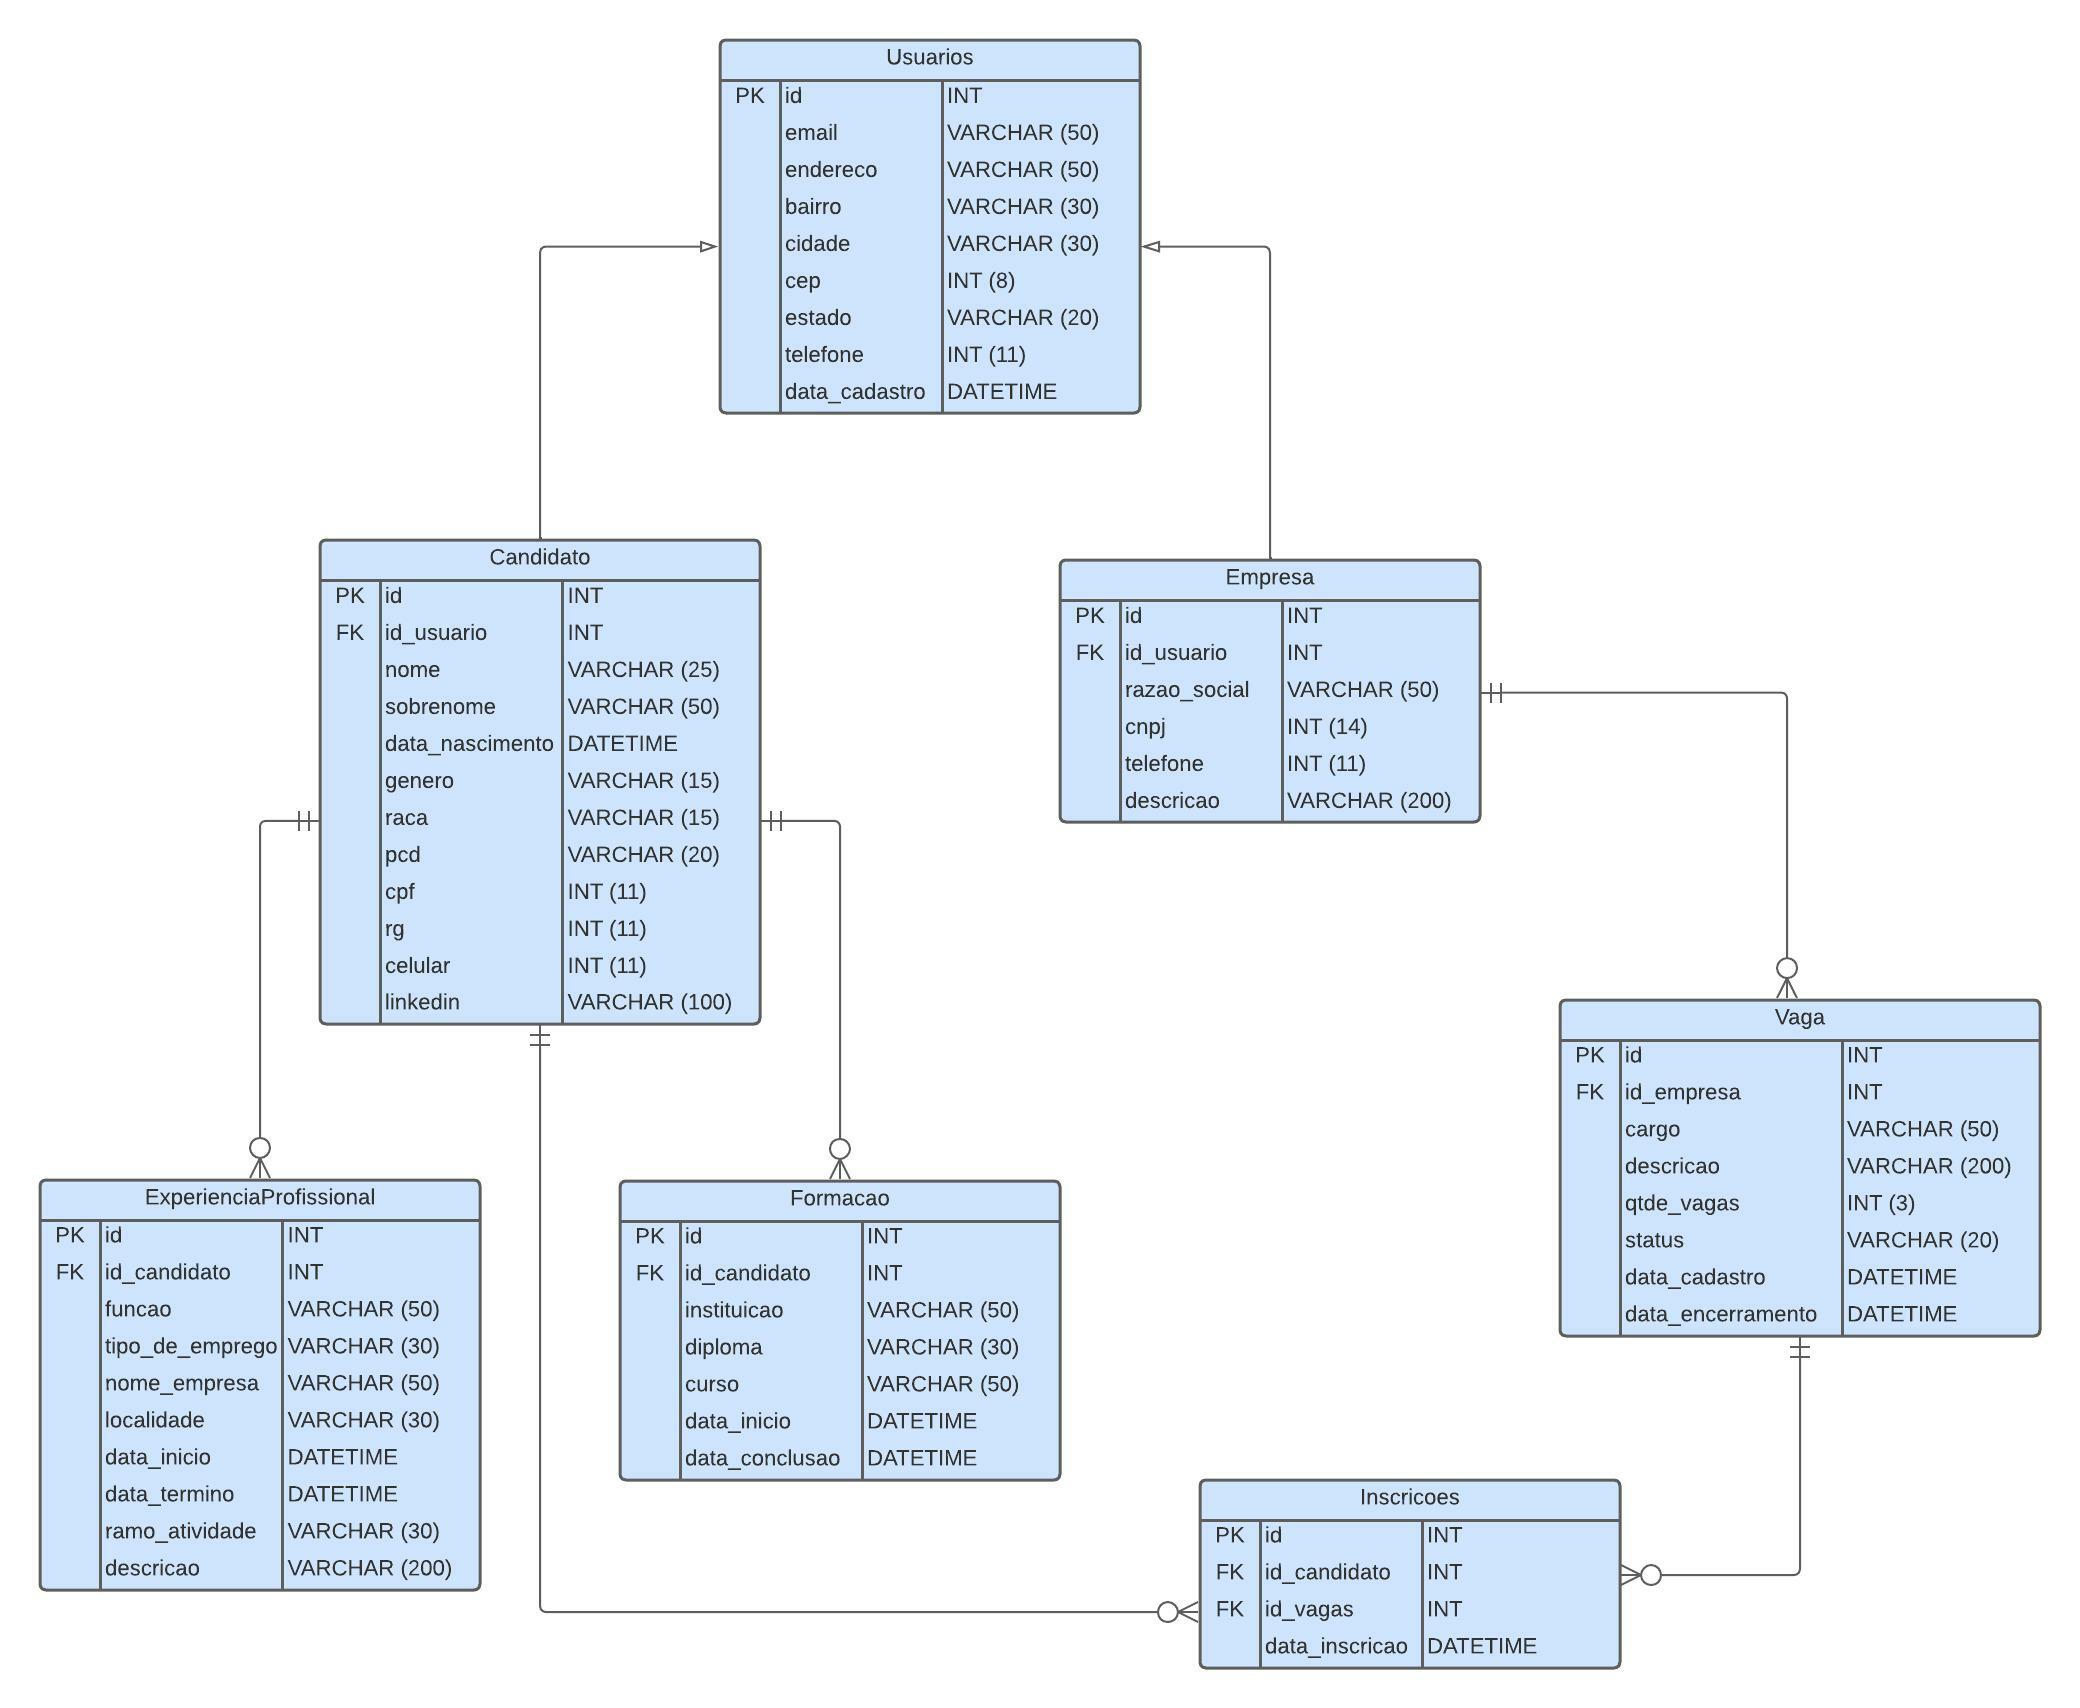 Usuarios
PK id INT
email VARCHAR (50)
endereco VARCHAR (50)
bairro VARCHAR (30)
cidade VARCHAR (30)
cep INT (8)
estado VARCHAR (20)
telefone INT (11)
data_cadastro DATETIME
Candidato
PK id INT
FK id_usuario INT
nome VARCHAR (25)
sobrenome VARCHAR (50)
data_nascimento DATETIME
genero VARCHAR (15)
raca VARCHAR (15)
pcd VARCHAR (20)
cpf INT (11)
rg INT (11)
celular INT (11)
linkedin VARCHAR (100)
Empresa
PK id INT
FK id_usuario INT
razao_social VARCHAR (50)
cnpj INT (14)
telefone INT (11)
descricao VARCHAR (200)
Vaga
PK id INT
FK id_empresa INT
cargo VARCHAR (50)
descricao VARCHAR (200)
qtde_vagas INT (3)
status VARCHAR (20)
data_cadastro DATETIME
data_encerramento DATETIME
ExperienciaProfissional
PK id INT
FK id_candidato INT
funcao VARCHAR (50)
tipo_de_emprego VARCHAR (30)
nome_empresa VARCHAR (50)
localidade VARCHAR (30)
data_inicio DATETIME
data_termino DATETIME
ramo_atividade VARCHAR (30)
descricao VARCHAR (200)
Formacao
PK id INT
FK id_candidato INT
instituicao VARCHAR (50)
diploma VARCHAR (30)
curso VARCHAR (50)
data_inicio DATETIME
data_conclusao DATETIME
Inscricoes
PK id INT
FK id_candidato INT
FK id_vagas INT
data_inscricao DATETIME